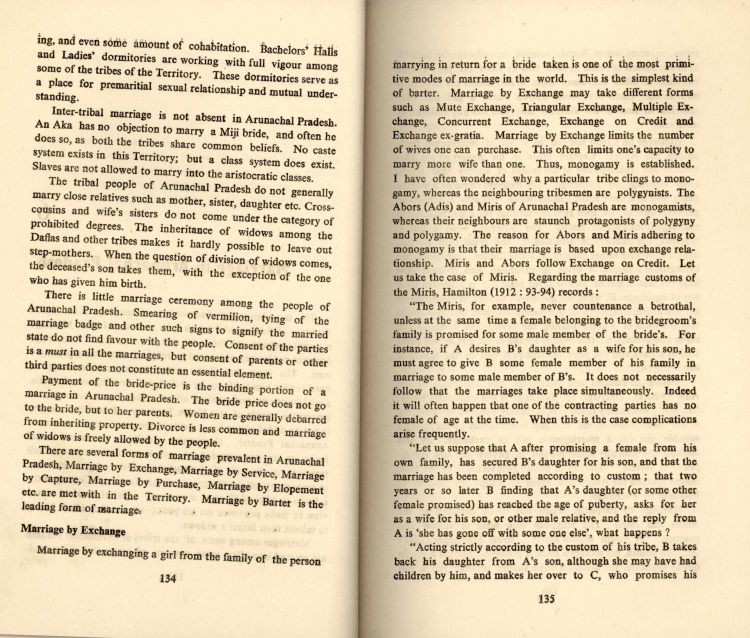 ing, and even some amount of cohabitation. Bachelors' Halls
and Ladies' dormitories are working with full vigour among
some of the tribes of the Territory. These dormitories serve as
a place for premaritial sexual relationship and mutual under-
standing.
Inter-tribal marriage is not absent in Arunachal Pradesh.
An Aka has no objection to marry a Miji bride, and often he
does so, as both the tribes share common beliefs. No caste
system exists in this Territory; but a class system does exist.
Slaves are not allowed to marry into the aristocratic classes.
The tribal people of Arunachal Pradesh do not generally
marry close relatives such as mother, sister, daughter etc. Cross-
cousins and wife's sisters do not come under the category of
prohibited degrees. The inheritance of widows among the
Daflas and other tribes makes it hardly possible to leave out
step-mothers. When the question of division of widows comes,
the deceased's son takes them, with the exception of the one
who has given him birth.
There is little marriage ceremony among the people of
Arunachal Pradesh. Smearing of vermilion, tying of the
marriage badge and other such signs to signify the married
state do not find favour with the people. Consent of the parties
is a must in all the marriages, but consent of parents or other
third parties does not constitute an essential element.
Payment of the bride-price is the binding portion of a
marriage in Arunachal Pradesh. The bride price does not go
to the bride, but to her parents. Women are generally debarred
from inheriting property. Divorce is less common and marriage
of widows is freely allowed by the people.
There are several forms of marriage prevalent in Arunachal
Pradesh, Marriage by Exchange, Marriage by Service, Marriage
by Capture, Marriage by Purchase, Marriage by Elopement
etc. are met with in the Territory. Marriage by Barter is the
leading form of marriage.
Marriage by Exchange
Marriage by exchanging a girl from the family of the person
134
marrying in return for a bride taken is one of the most primi-
tive modes of marriage in the world. This is the simplest kind
of barter. Marriage by Exchange may take different forms
such as Mute Exchange, Triangular Exchange, Multiple Ex-
change, Concurrent Exchange, Exchange on Credit and
Exchange ex-gratia. Marriage by Exchange limits the number
of wives one can purchase. This often limits one's capacity to
marry more wife than one. Thus, monogamy is established.
I have often wondered why a particular tribe clings to mono-
gamy, whereas the neighbouring tribesmen are polygynists. The
Abors (Adis) and Miris of Arunachal Pradesh are monogamists,
whereas their neighbours are staunch protagonists of polygyny
and polygamy. The reason for Abors and Miris adhering to
monogamy is that their marriage is based upon exchange rela-
tionship. Miris and Abors follow Exchange on Credit. Let
us take the case of Miris. Regarding the marriage customs of
the Miris, Hamilton (1912 : 93-94) records :
"The Miris, for example, never countenance a betrothal,
unless at the same time a female belonging to the bridegroom's
family is promised for some male member of the bride's. For
instance, if A desires B's daughter as a wife for his son, he
must agree to give B some female member of his family in
marriage to some male member of B's. It does not necessarily
follow that the marriages take place simultaneously. Indeed
it will often happen that one of the contracting parties has no
female of age at the time. When this is the case complications
arise frequently.
"Let us suppose that A after promising a female from his
own family, has secured B's daughter for his son, and that the
marriage has been completed according to custom ; that two
years or so later B finding that A's daughter (or some other
female promised) has reached the age of puberty, asks for her
as a wife for his son, or other male relative, and the reply from
A is 'she has gone off with some one else', what happens ?
"Acting strictly according to the custom of his tribe, B takes
back his daughter from A's son, although she may have had
children by him, and makes her over to C, who promises his
135